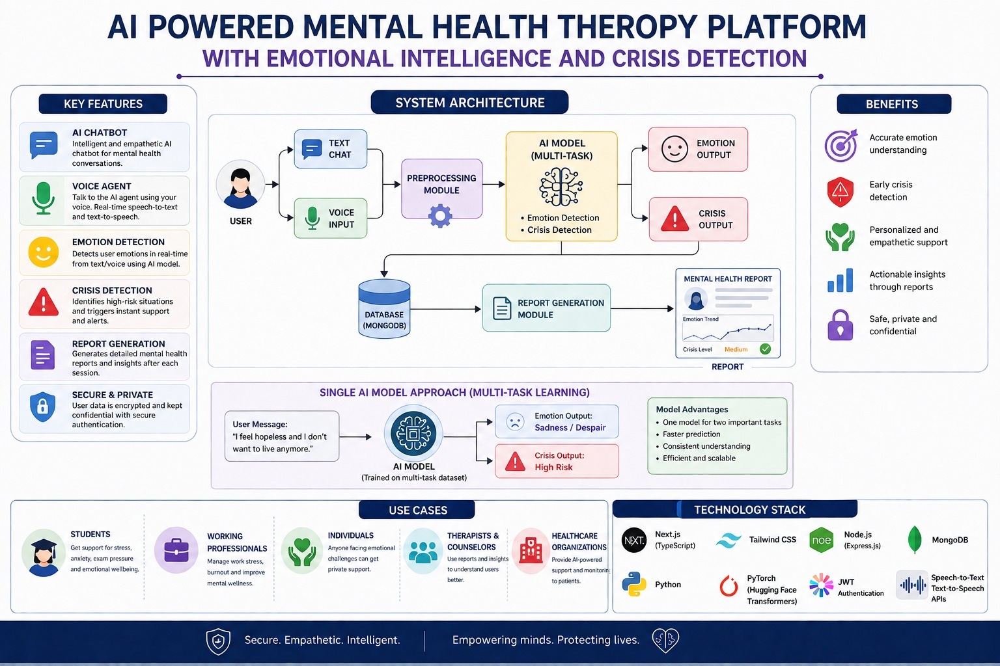 AI POWERED MENTAL HEALTH THEROPY PLATFORM
WITH EMOTIONAL INTELLIGENCE AND CRISIS DETECTION
KEY FEATURES
AI CHATBOT
Intelligent and empathetic AI
chatbot for mental health
conversations.
VOICE AGENT
Talk to the AI agent using your
voice. Real-time speech-to-text
and text-to-speech.
EMOTION DETECTION
Detects user emotions in real-time
from text/voice using AI model.
CRISIS DETECTION
Identifies high-risk situations
and triggers instant support
and alerts.
REPORT GENERATION
Generates detailed mental health
reports and insights after each
session.
SECURE & PRIVATE
User data is encrypted and kept
confidential with secure
authentication.
SYSTEM ARCHITECTURE
USER
TEXT
CHAT
VOICE
INPUT
PREPROCESSING
MODULE
AI MODEL
(MULTI-TASK)
• Emotion Detection
• Crisis Detection
EMOTION
OUTPUT
CRISIS
OUTPUT
DATABASE
(MONGODB)
REPORT GENERATION
MODULE
MENTAL HEALTH REPORT
Emotion Trend
Crisis Level Medium
REPORT
BENEFITS
Accurate emotion
understanding
Early crisis
detection
Personalized and
empathetic support
Actionable insights
through reports
Safe, private and
confidential
SINGLE AI MODEL APPROACH (MULTI-TASK LEARNING)
User Message:
“I feel hopeless and I don’t
want to live anymore.”
AI MODEL
(Trained on multi-task dataset)
Emotion Output:
Sadness / Despair
Crisis Output:
High Risk
Model Advantages
• One model for two important tasks
• Faster prediction
• Consistent understanding
• Efficient and scalable
USE CASES
STUDENTS
Get support for stress,
anxiety, exam pressure
and emotional wellbeing.
WORKING
PROFESSIONALS
Manage work stress,
burnout and improve
mental wellness.
INDIVIDUALS
Anyone facing emotional
challenges can get
private support.
THERAPISTS &
COUNSELORS
Use reports and insights
to understand users
better.
HEALTHCARE
ORGANIZATIONS
Provide AI-powered
support and monitoring
to patients.
TECHNOLOGY STACK
NEXT.
Next.js
(TypeScript)
Tailwind CSS
noe
Node.js
(Express.js)
MongoDB
Python
PyTorch
(Hugging Face
Transformers)
JWT
Authentication
Speech-to-Text
Text-to-Speech
APIs
Secure. Empathetic. Intelligent.
Empowering minds. Protecting lives.